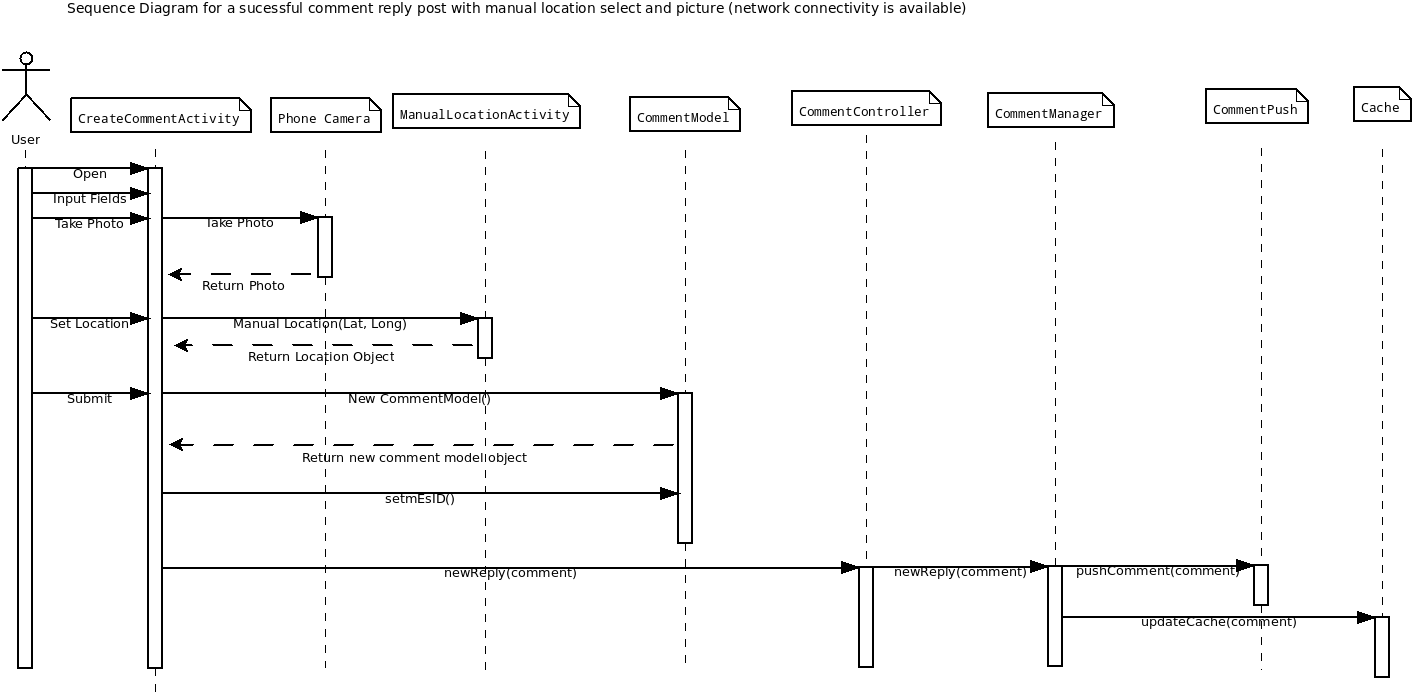 Sequence Diagram for a sucessful comment reply post with manual location select and picture (network connectivity is available)
User
CreateCommentActivity
Phone Camera
ManualLocationActivity
CommentModel
CommentController
CommentManager
CommentPush
Cache
Open
Input Fields
Take Photo
Take Photo
Return Photo
Set Location
Manual Location(Lat, Long)
Return Location Object
Submit
New CommentModel()
Return new comment model object
setmEsID()
newReply(comment)
newReply(comment)
pushComment(comment)
updateCache(comment)